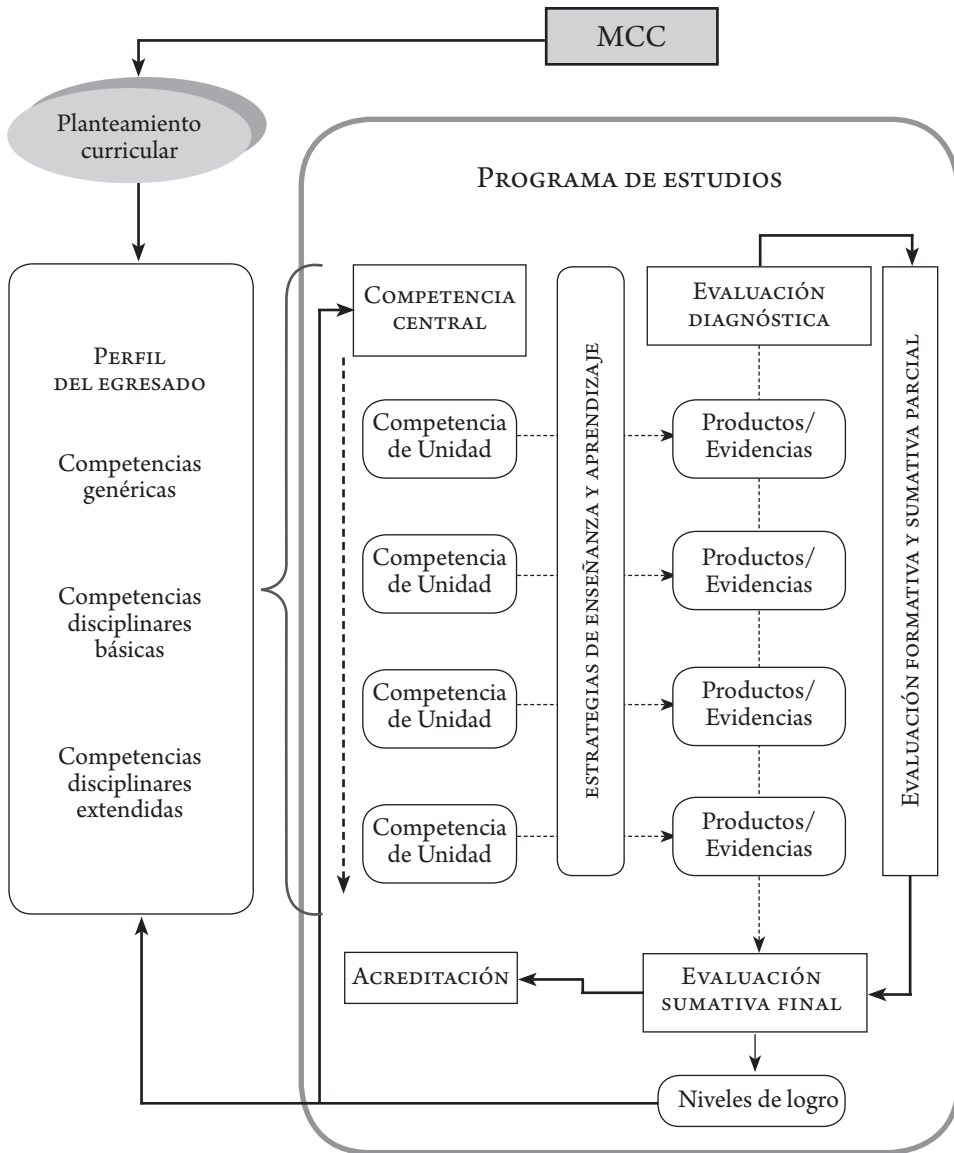 MCC
Planteamiento
curricular
PROGRAMA DE ESTUDIOS
PERFIL
DEL EGRESADO
Competencias
genéricas
Competencias
disciplinares
básicas
Competencias
disciplinares
extendidas
COMPETENCIA
CENTRAL
Competencia
de Unidad
Competencia
de Unidad
Competencia
de Unidad
Competencia
de Unidad
ESTRATEGIAS DE ENSEÑANZA Y APRENDIZAJE
EVALUACIÓN
DIAGNÓSTICA
Productos/
Evidencias
Productos/
Evidencias
Productos/
Evidencias
Productos/
Evidencias
EVALUACIÓN FORMATIVA Y SUMATIVA PARCIAL
ACREDITACIÓN
EVALUACIÓN
SUMATIVA FINAL
Niveles de logro